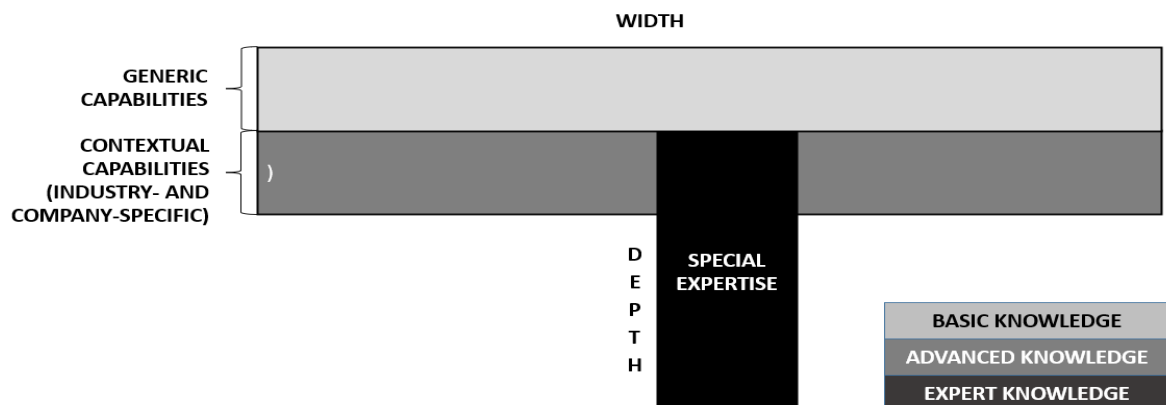 WIDTH
GENERIC
CAPABILITIES
CONTEXTUAL
CAPABILITIES
(INDUSTRY- AND
COMPANY-SPECIFIC)
)
D
E
P
T
H
SPECIAL
EXPERTISE
BASIC KNOWLEDGE
ADVANCED KNOWLEDGE
EXPERT KNOWLEDGE